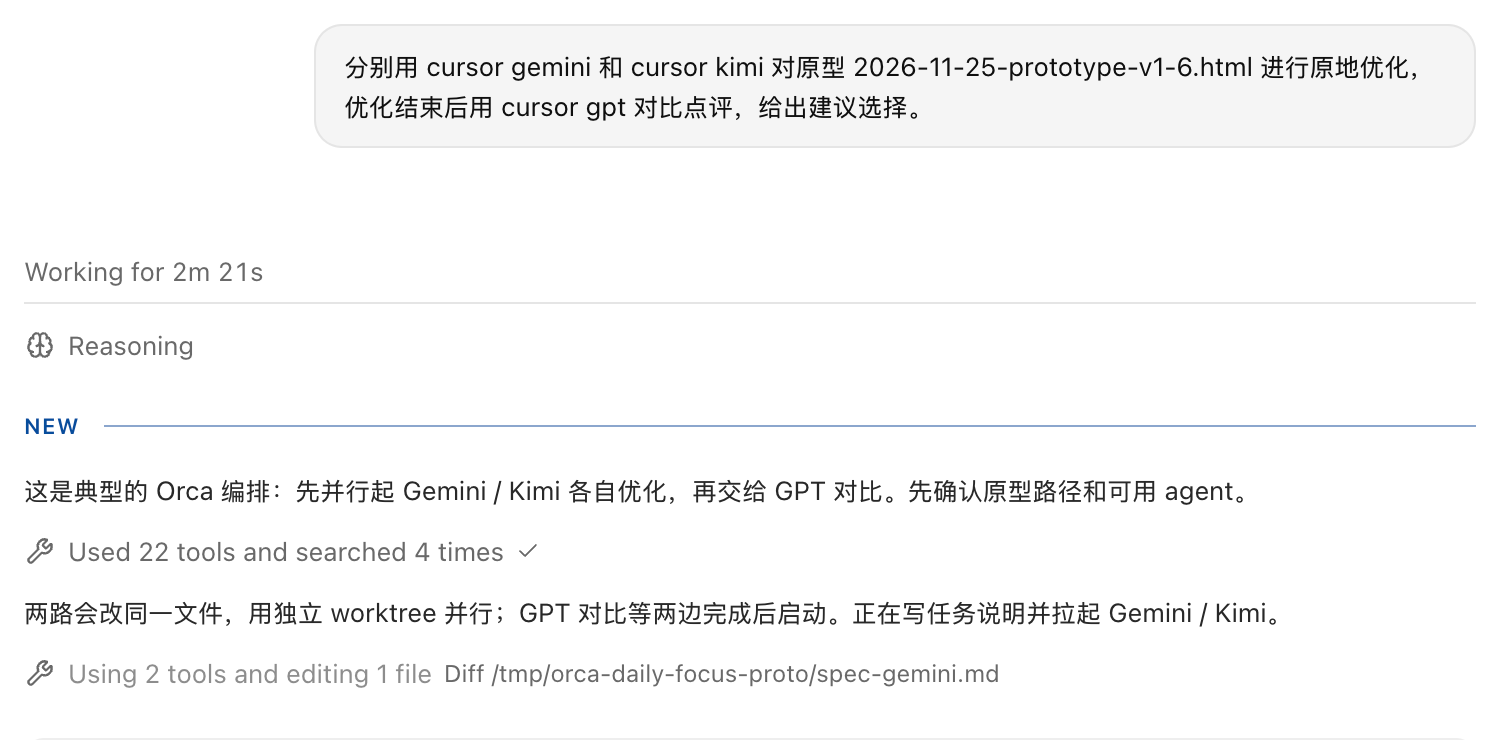 分别用 cursor gemini 和 cursor kimi 对原型 2026-11-25-prototype-v1-6.html 进行原地优化，
优化结束后用 cursor gpt 对比点评，给出建议选择。
Working for 2m 21s
Reasoning
NEW
这是典型的 Orca 编排：先并行起 Gemini / Kimi 各自优化，再交给 GPT 对比。先确认原型路径和可用 agent。
Used 22 tools and searched 4 times
两路会改同一文件，用独立 worktree 并行；GPT 对比等两边完成后启动。正在写任务说明并拉起 Gemini / Kimi。
Using 2 tools and editing 1 file Diff /tmp/orca-daily-focus-proto/spec-gemini.md